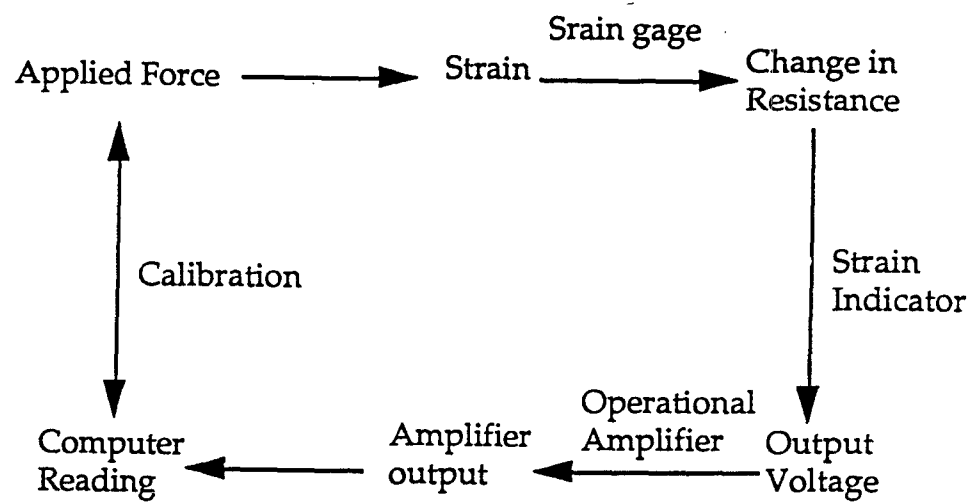 Srain gage
Applied Force
Strain
Change in
Resistance
Calibration
Strain
Indicator
Operational
Amplifier
Output
Voltage
Amplifier
output
Computer
Reading